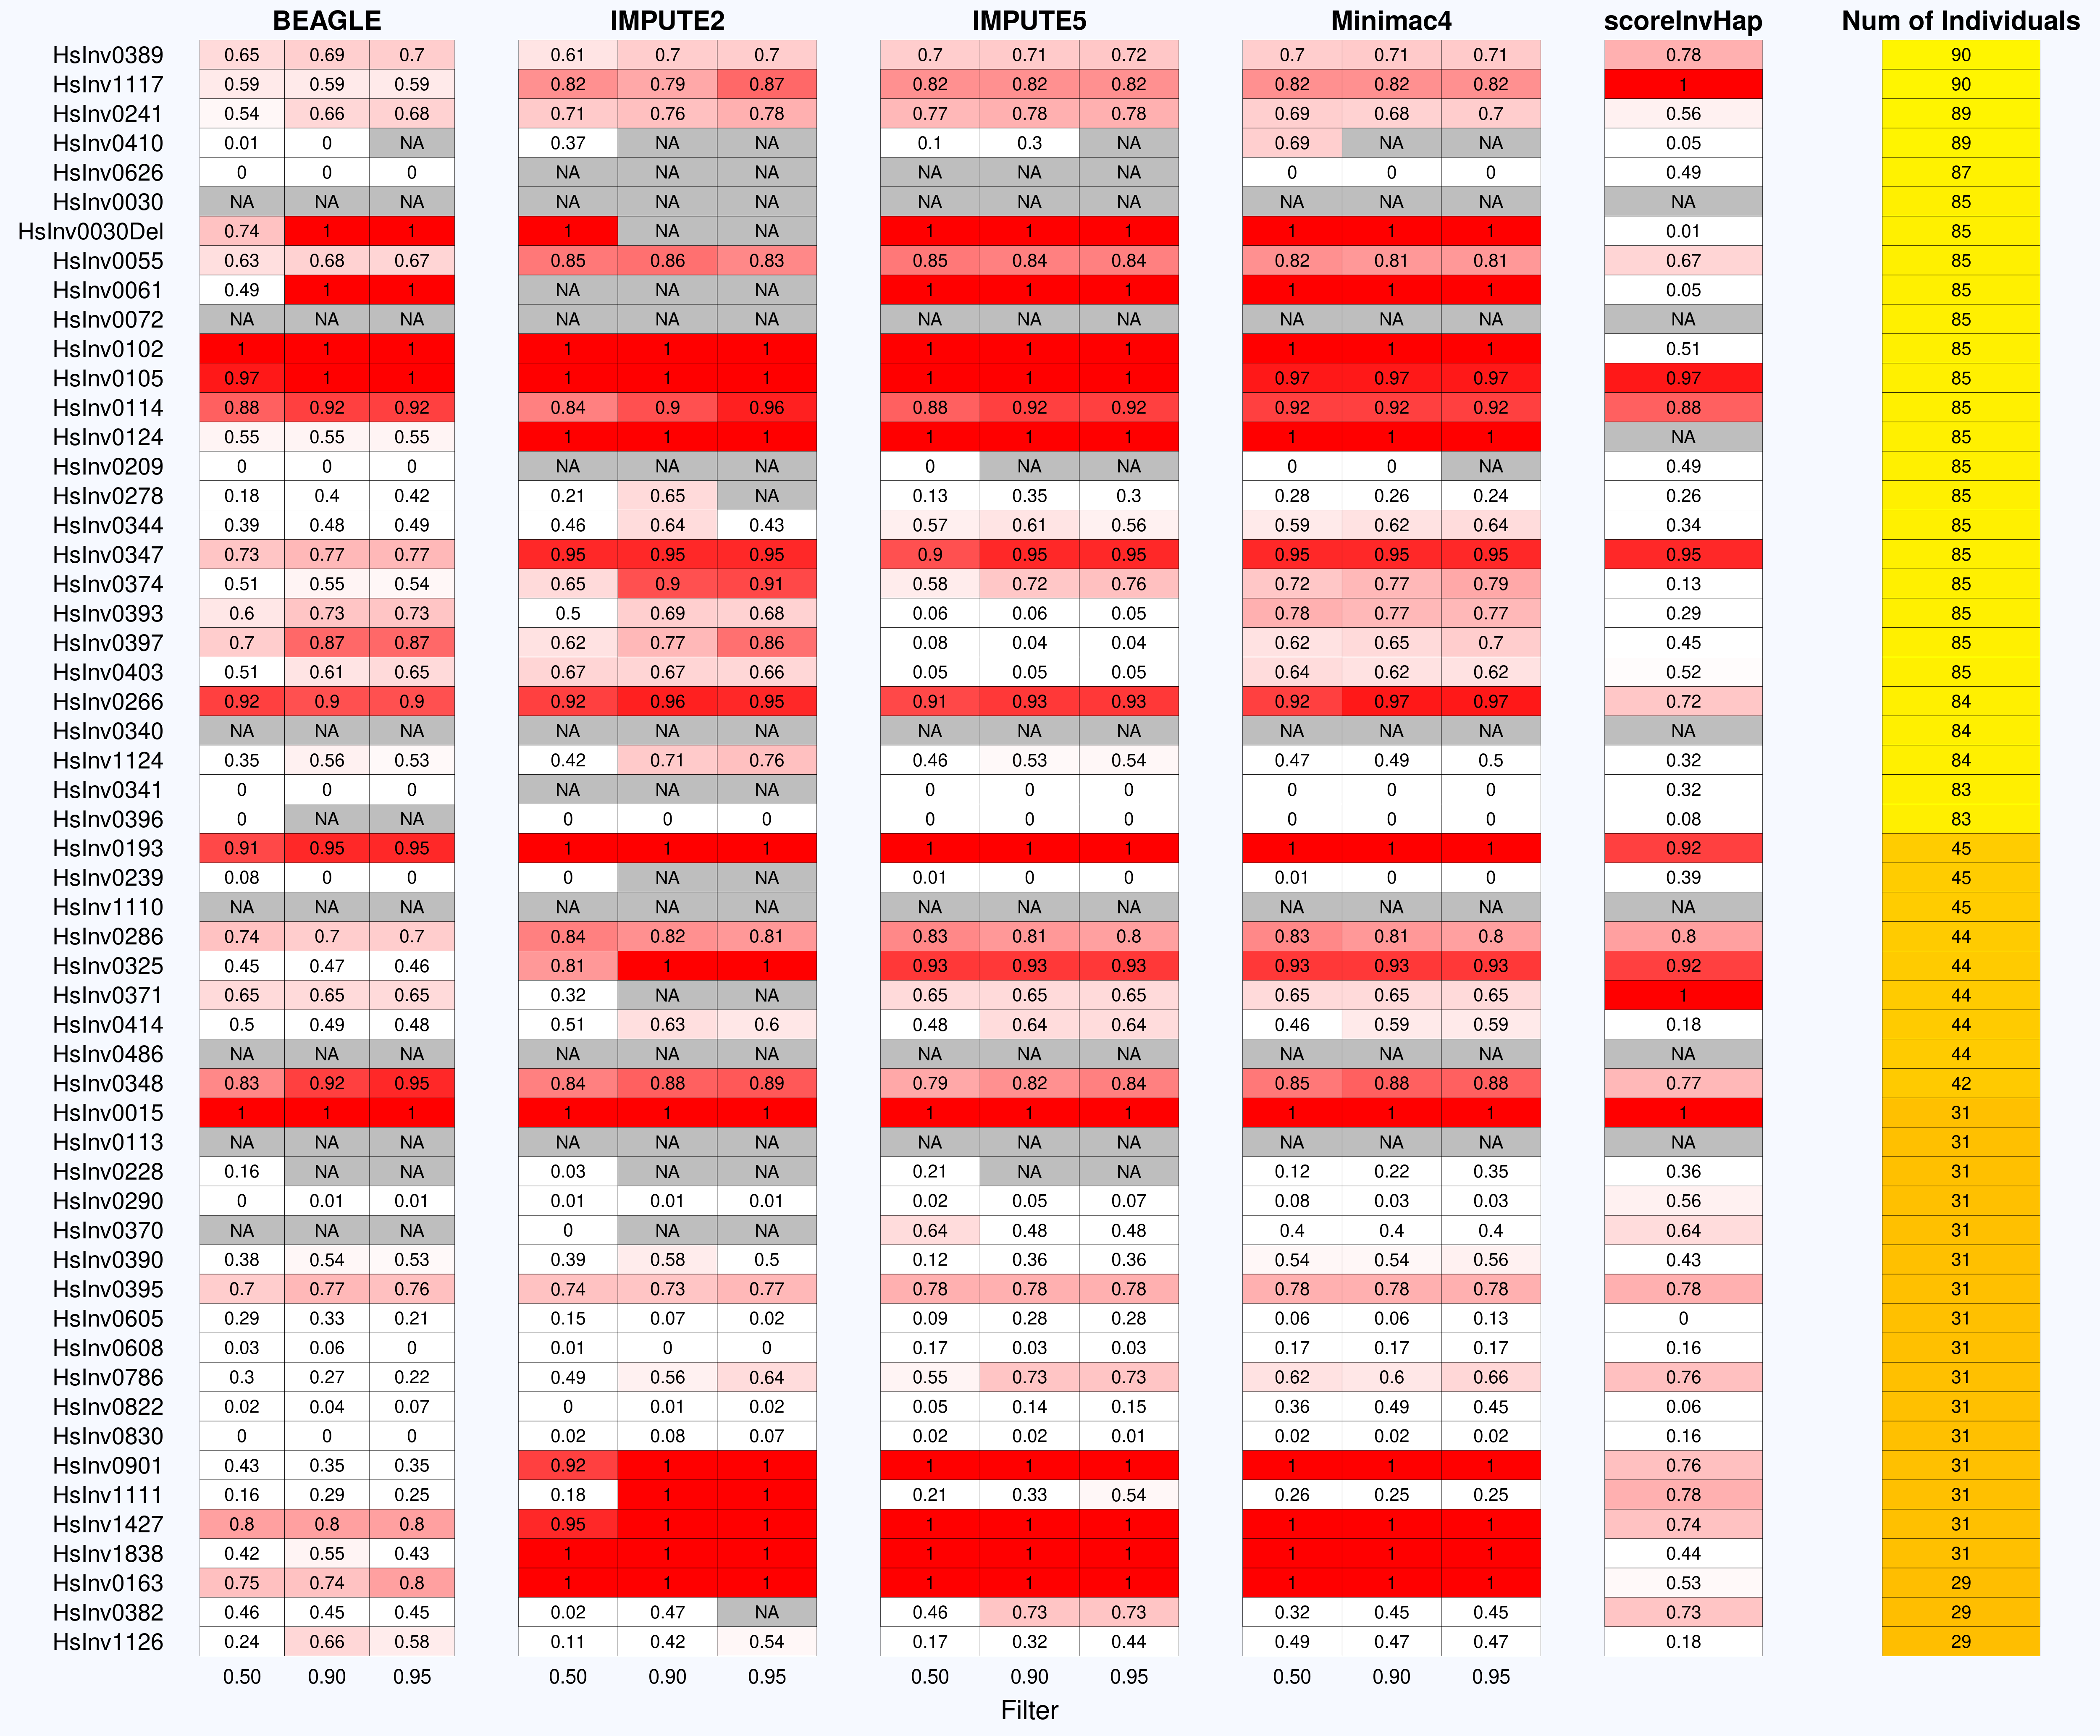 BEAGLE IMPUTE2 IMPUTE5 Minimac4 scoreInvHap Num of Individuals
HsInv0389 0.65 0.69 0.7 0.61 0.7 0.7 0.7 0.71 0.72 0.7 0.71 0.71 0.78 90
HsInv1117 0.59 0.59 0.59 0.82 0.79 0.87 0.82 0.82 0.82 0.82 0.82 0.82 1 90
HsInv0241 0.54 0.66 0.68 0.71 0.76 0.78 0.77 0.78 0.78 0.69 0.68 0.7 0.56 89
HsInv0410 0.01 0 NA 0.37 NA NA 0.1 0.3 NA 0.69 NA NA 0.05 89
HsInv0626 0 0 0 NA NA NA NA NA NA 0 0 0 0.49 87
HsInv0030 NA NA NA NA NA NA NA NA NA NA NA NA NA 85
HsInv0030Del 0.74 1 1 1 NA NA 1 1 1 1 1 1 0.01 85
HsInv0055 0.63 0.68 0.67 0.85 0.86 0.83 0.85 0.84 0.84 0.82 0.81 0.81 0.67 85
HsInv0061 0.49 1 1 NA NA NA 1 1 1 1 1 1 0.05 85
HsInv0072 NA NA NA NA NA NA NA NA NA NA NA NA NA 85
HsInv0102 1 1 1 1 1 1 1 1 1 1 1 1 0.51 85
HsInv0105 0.97 1 1 1 1 1 1 1 1 0.97 0.97 0.97 0.97 85
HsInv0114 0.88 0.92 0.92 0.84 0.9 0.96 0.88 0.92 0.92 0.92 0.92 0.92 0.88 85
HsInv0124 0.55 0.55 0.55 1 1 1 1 1 1 1 1 1 NA 85
HsInv0209 0 0 0 NA NA NA 0 NA NA 0 0 NA 0.49 85
HsInv0278 0.18 0.4 0.42 0.21 0.65 NA 0.13 0.35 0.3 0.28 0.26 0.24 0.26 85
HsInv0344 0.39 0.48 0.49 0.46 0.64 0.43 0.57 0.61 0.56 0.59 0.62 0.64 0.34 85
HsInv0347 0.73 0.77 0.77 0.95 0.95 0.95 0.9 0.95 0.95 0.95 0.95 0.95 0.95 85
HsInv0374 0.51 0.55 0.54 0.65 0.9 0.91 0.58 0.72 0.76 0.72 0.77 0.79 0.13 85
HsInv0393 0.6 0.73 0.73 0.5 0.69 0.68 0.06 0.06 0.05 0.78 0.77 0.77 0.29 85
HsInv0397 0.7 0.87 0.87 0.62 0.77 0.86 0.08 0.04 0.04 0.62 0.65 0.7 0.45 85
HsInv0403 0.51 0.61 0.65 0.67 0.67 0.66 0.05 0.05 0.05 0.64 0.62 0.62 0.52 85
HsInv0266 0.92 0.9 0.9 0.92 0.96 0.95 0.91 0.93 0.93 0.92 0.97 0.97 0.72 84
HsInv0340 NA NA NA NA NA NA NA NA NA NA NA NA NA 84
HsInv1124 0.35 0.56 0.53 0.42 0.71 0.76 0.46 0.53 0.54 0.47 0.49 0.5 0.32 84
HsInv0341 0 0 0 NA NA NA 0 0 0 0 0 0 0.32 83
HsInv0396 0 NA NA 0 0 0 0 0 0 0 0 0 0.08 83
HsInv0193 0.91 0.95 0.95 1 1 1 1 1 1 1 1 1 0.92 45
HsInv0239 0.08 0 0 0 NA NA 0.01 0 0 0.01 0 0 0.39 45
HsInv1110 NA NA NA NA NA NA NA NA NA NA NA NA NA 45
HsInv0286 0.74 0.7 0.7 0.84 0.82 0.81 0.83 0.81 0.8 0.83 0.81 0.8 0.8 44
HsInv0325 0.45 0.47 0.46 0.81 1 1 0.93 0.93 0.93 0.93 0.93 0.93 0.92 44
HsInv0371 0.65 0.65 0.65 0.32 NA NA 0.65 0.65 0.65 0.65 0.65 0.65 1 44
HsInv0414 0.5 0.49 0.48 0.51 0.63 0.6 0.48 0.64 0.64 0.46 0.59 0.59 0.18 44
HsInv0486 NA NA NA NA NA NA NA NA NA NA NA NA NA 44
HsInv0348 0.83 0.92 0.95 0.84 0.88 0.89 0.79 0.82 0.84 0.85 0.88 0.88 0.77 42
HsInv0015 1 1 1 1 1 1 1 1 1 1 1 1 1 31
HsInv0113 NA NA NA NA NA NA NA NA NA NA NA NA NA 31
HsInv0228 0.16 NA NA 0.03 NA NA 0.21 NA NA 0.12 0.22 0.35 0.36 31
HsInv0290 0 0.01 0.01 0.01 0.01 0.01 0.02 0.05 0.07 0.08 0.03 0.03 0.56 31
HsInv0370 NA NA NA 0 NA NA 0.64 0.48 0.48 0.4 0.4 0.4 0.64 31
HsInv0390 0.38 0.54 0.53 0.39 0.58 0.5 0.12 0.36 0.36 0.54 0.54 0.56 0.43 31
HsInv0395 0.7 0.77 0.76 0.74 0.73 0.77 0.78 0.78 0.78 0.78 0.78 0.78 0.78 31
HsInv0605 0.29 0.33 0.21 0.15 0.07 0.02 0.09 0.28 0.28 0.06 0.06 0.13 0 31
HsInv0608 0.03 0.06 0 0.01 0 0 0.17 0.03 0.03 0.17 0.17 0.17 0.16 31
HsInv0786 0.3 0.27 0.22 0.49 0.56 0.64 0.55 0.73 0.73 0.62 0.6 0.66 0.76 31
HsInv0822 0.02 0.04 0.07 0 0.01 0.02 0.05 0.14 0.15 0.36 0.49 0.45 0.06 31
HsInv0830 0 0 0 0.02 0.08 0.07 0.02 0.02 0.01 0.02 0.02 0.02 0.16 31
HsInv0901 0.43 0.35 0.35 0.92 1 1 1 1 1 1 1 1 0.76 31
HsInv1111 0.16 0.29 0.25 0.18 1 1 0.21 0.33 0.54 0.26 0.25 0.25 0.78 31
HsInv1427 0.8 0.8 0.8 0.95 1 1 1 1 1 1 1 1 0.74 31
HsInv1838 0.42 0.55 0.43 1 1 1 1 1 1 1 1 1 0.44 31
HsInv0163 0.75 0.74 0.8 1 1 1 1 1 1 1 1 1 0.53 29
HsInv0382 0.46 0.45 0.45 0.02 0.47 NA 0.46 0.73 0.73 0.32 0.45 0.45 0.73 29
HsInv1126 0.24 0.66 0.58 0.11 0.42 0.54 0.17 0.32 0.44 0.49 0.47 0.47 0.18 29
0.50 0.90 0.95 0.50 0.90 0.95 0.50 0.90 0.95 0.50 0.90 0.95
Filter